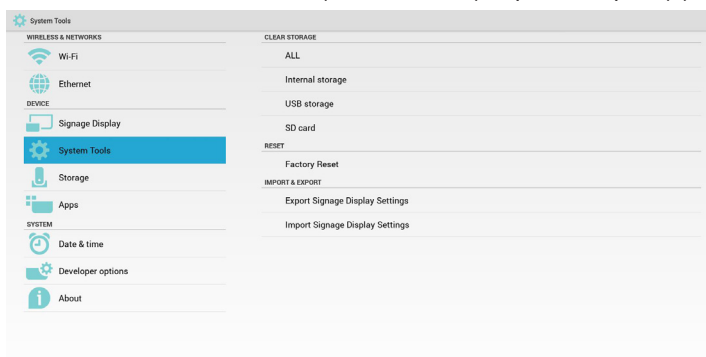 System Tools
WIRELESS & NETWORKS
Wi-Fi
Ethernet
DEVICE
Signage Display
System Tools
Storage
Apps
SYSTEM
Date & time
Developer options
About
CLEAR STORAGE
ALL
Internal storage
USB storage
SD card
RESET
Factory Reset
IMPORT & EXPORT
Export Signage Display Settings
Import Signage Display Settings